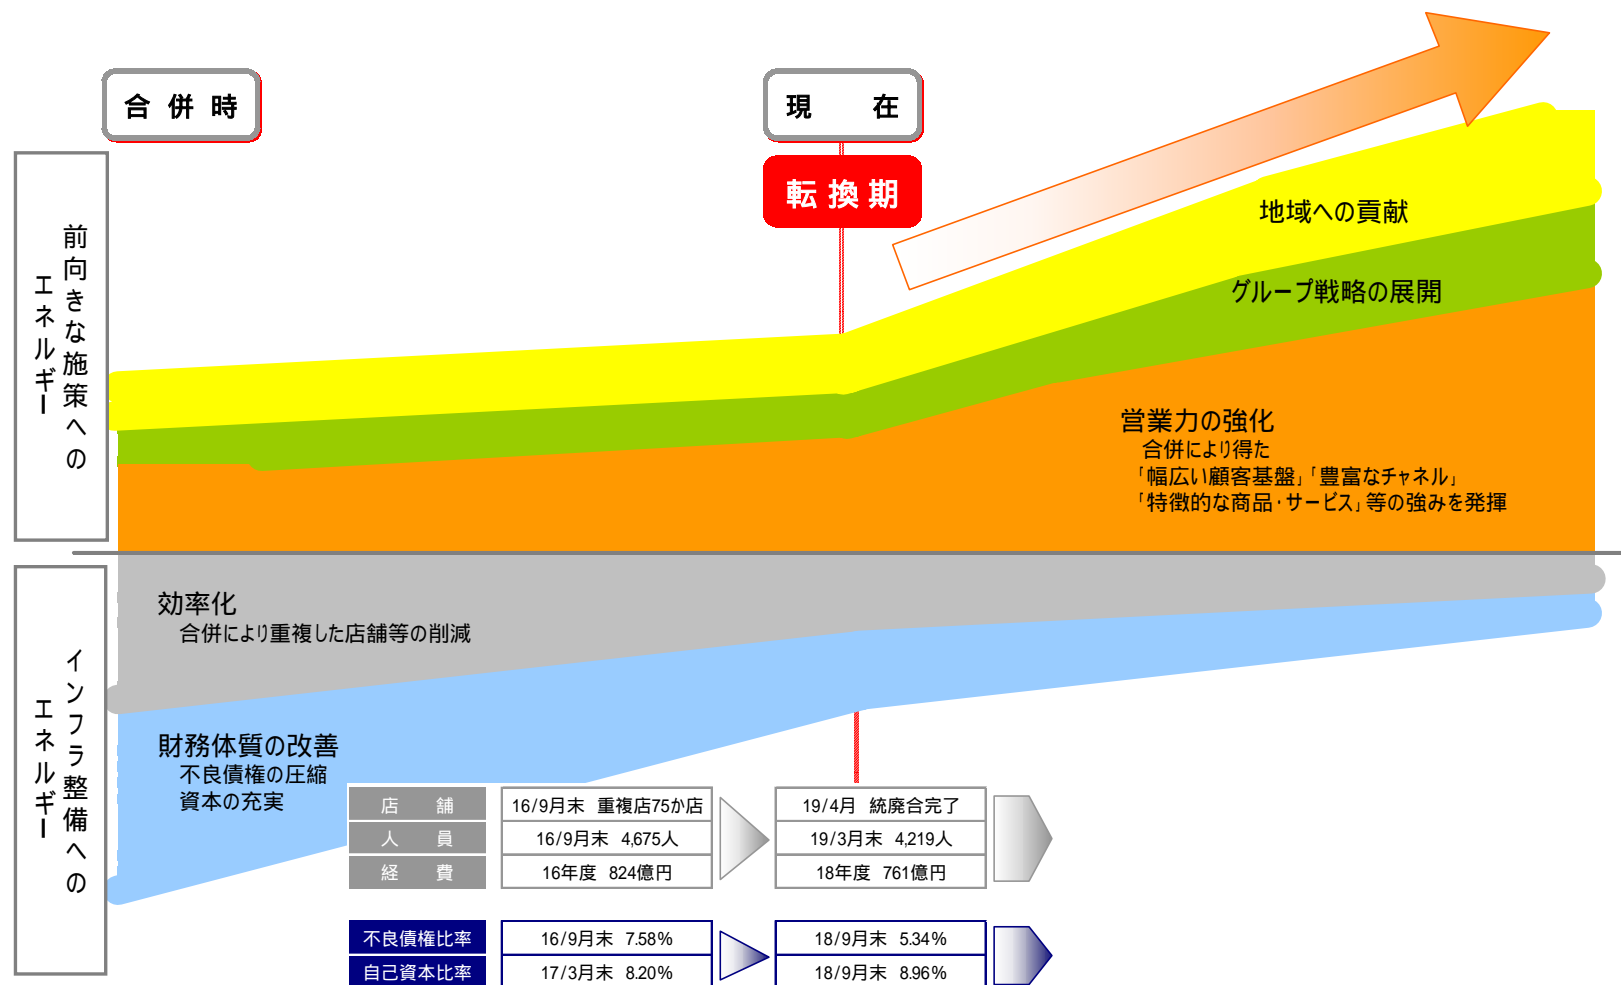 合併時
現　在
転換期
前向きな施策への
エネルギー
地域への貢献
グループ戦略の展開
営業力の強化
合併により得た
「幅広い顧客基盤」「豊富なチャネル」
「特徴的な商品・サービス」等の強みを発揮
インフラ整備への
エネルギー
効率化
合併により重複した店舗等の削減
財務体質の改善
不良債権の圧縮
資本の充実
店　舗 16/9月末 重複店75か店 19/4月 統廃合完了
人　員 16/9月末 4,675人 19/3月末 4,219人
経　費 16年度 824億円 18年度 761億円
不良債権比率 16/9月末 7.58% 18/9月末 5.34%
自己資本比率 17/3月末 8.20% 18/9月末 8.96%